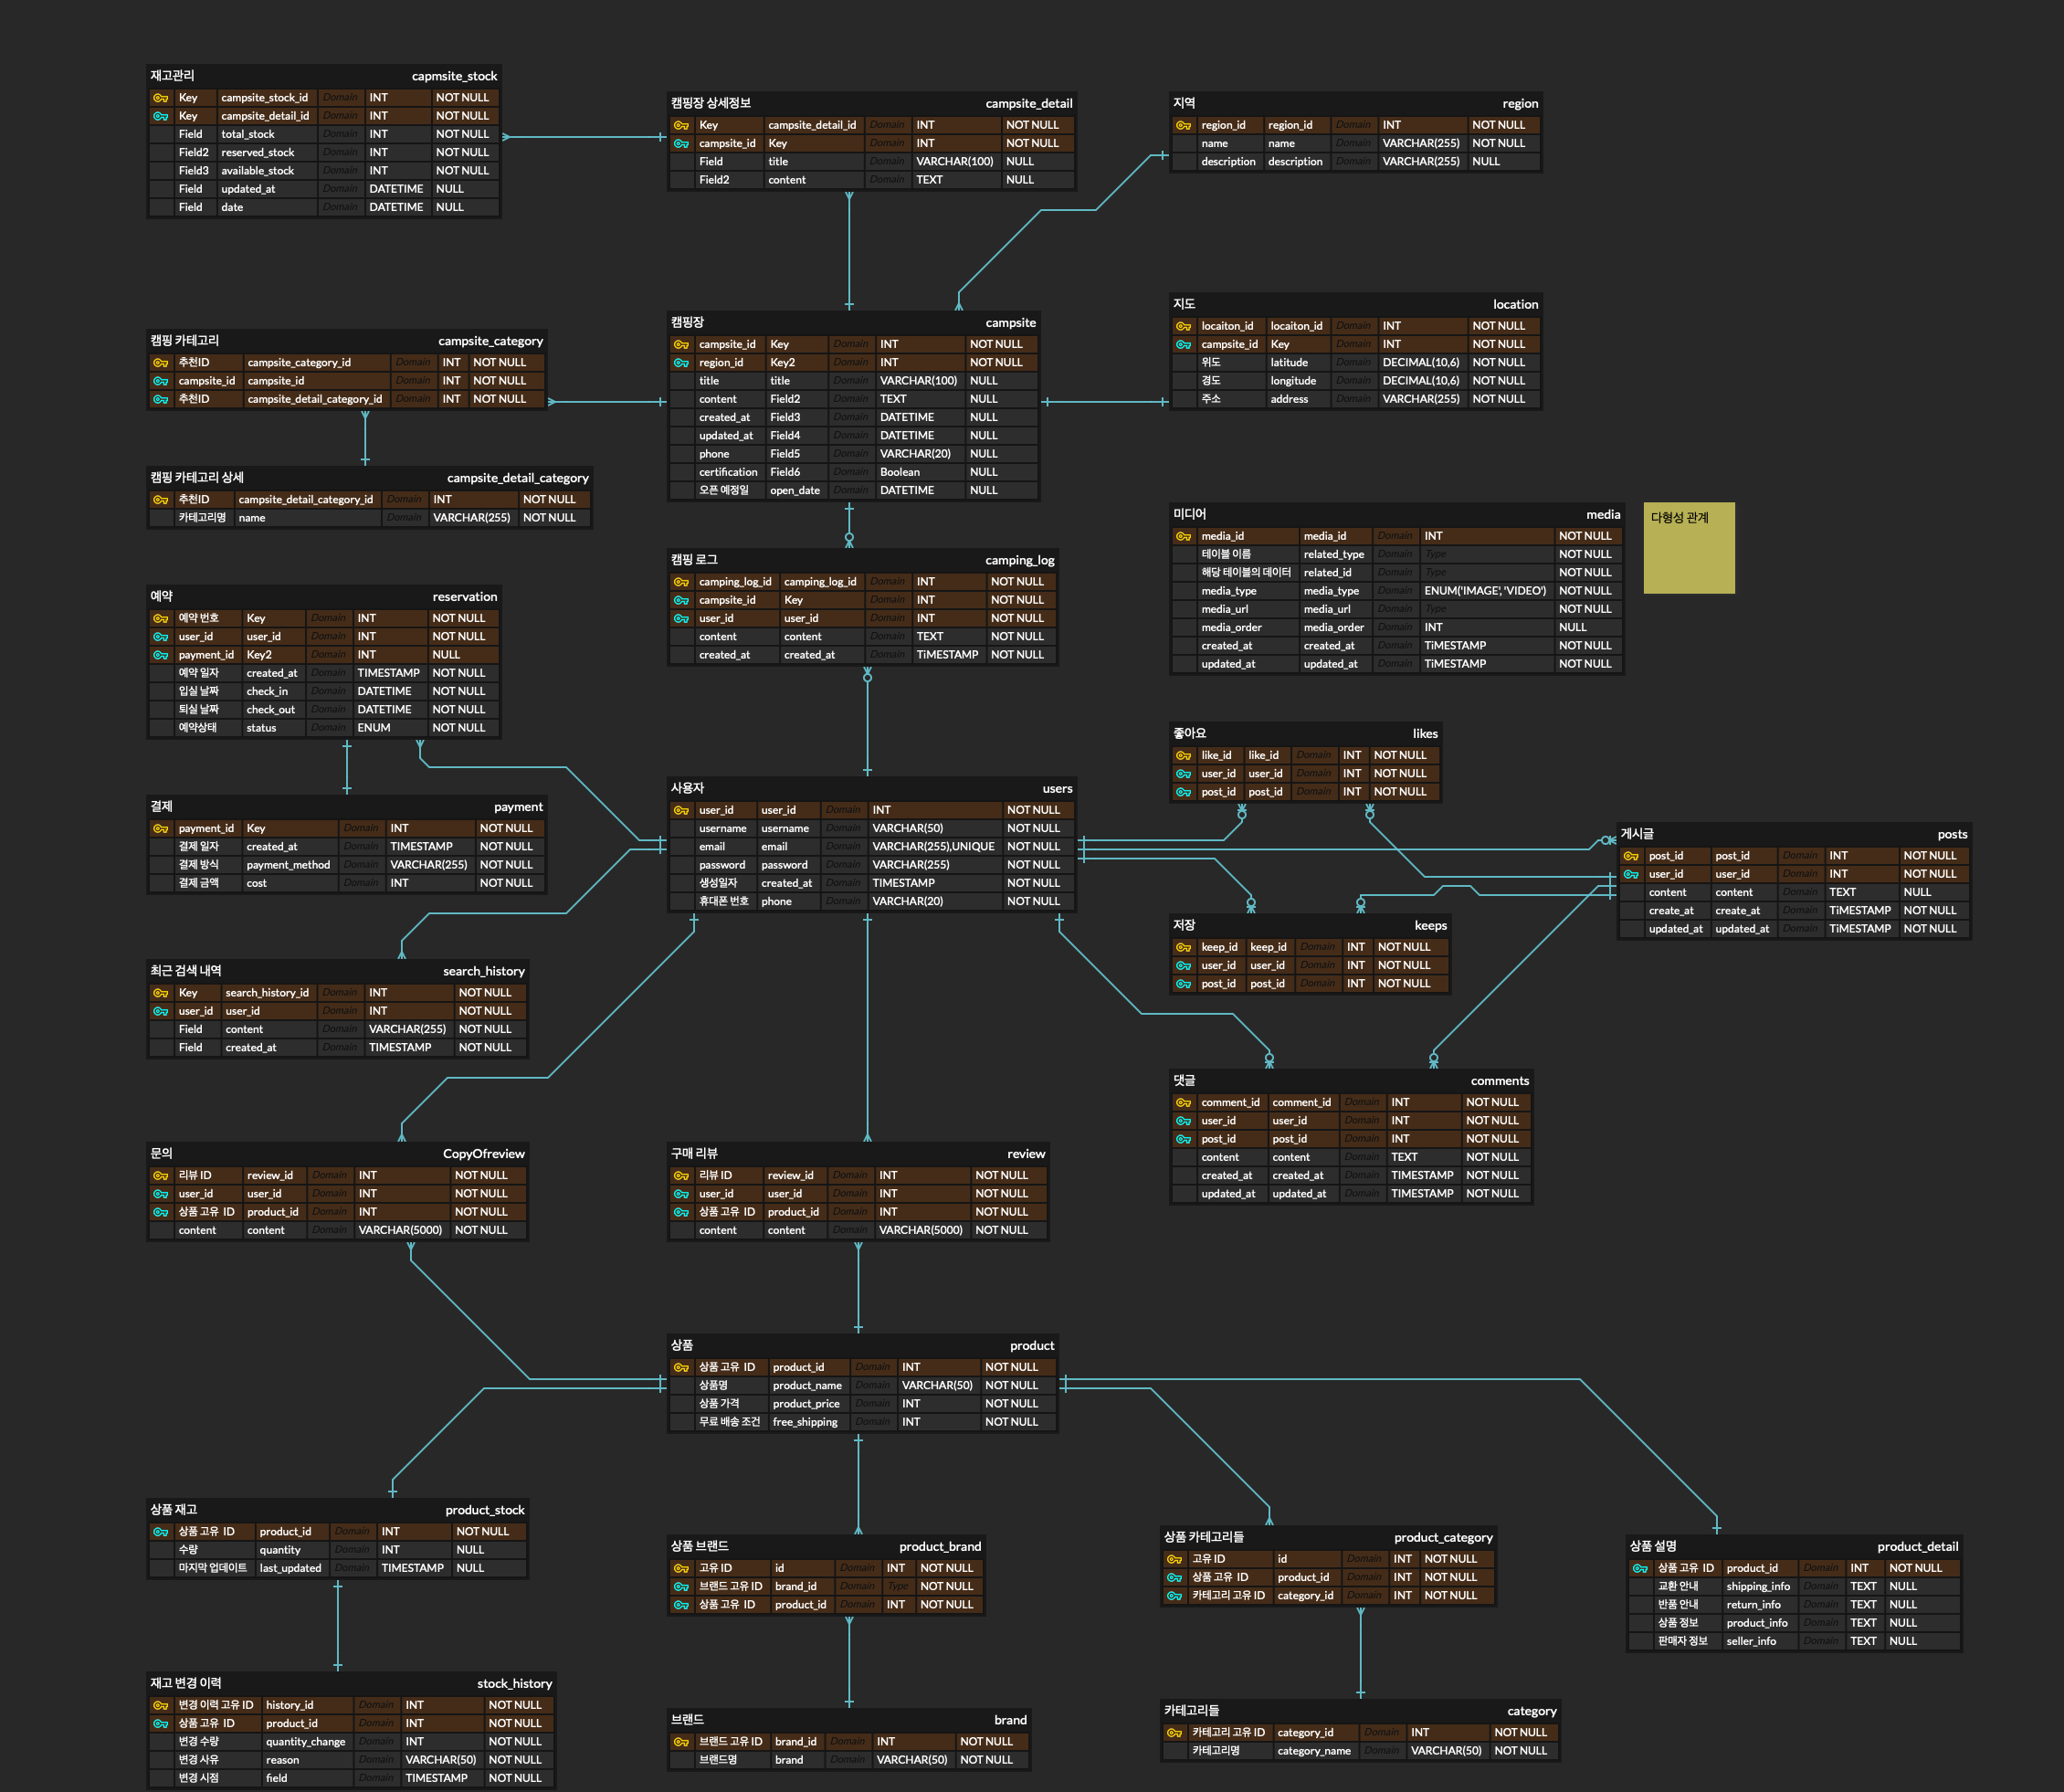 재고관리 capmsite_stock
Key campsite_stock_id Domain INT NOT NULL
Key campsite_detail_id Domain INT NOT NULL
Field total_stock Domain INT NOT NULL
Field2 reserved_stock Domain INT NOT NULL
Field3 available_stock Domain INT NOT NULL
Field updated_at Domain DATETIME NULL
Field date Domain DATETIME NULL
캠핑장 상세정보 campsite_detail
Key campsite_detail_id Domain INT NOT NULL
campsite_id Key Domain INT NOT NULL
Field title Domain VARCHAR(100) NULL
Field2 content Domain TEXT NULL
지역 region
region_id region_id Domain INT NOT NULL
name name Domain VARCHAR(255) NOT NULL
description description Domain VARCHAR(255) NULL
캠핑 카테고리 campsite_category
추천ID campsite_category_id Domain INT NOT NULL
campsite_id campsite_id Domain INT NOT NULL
추천ID campsite_detail_category_id Domain INT NOT NULL
캠핑장 campsite
campsite_id Key Domain INT NOT NULL
region_id Key2 Domain INT NOT NULL
title title Domain VARCHAR(100) NULL
content Field2 Domain TEXT NULL
created_at Field3 Domain DATETIME NULL
updated_at Field4 Domain DATETIME NULL
phone Field5 Domain VARCHAR(20) NULL
certification Field6 Domain Boolean NULL
오픈 예정일 open_date Domain DATETIME NULL
지도 location
locaiton_id locaiton_id Domain INT NOT NULL
campsite_id Key Domain INT NOT NULL
위도 latitude Domain DECIMAL(10,6) NOT NULL
경도 longitude Domain DECIMAL(10,6) NOT NULL
주소 address Domain VARCHAR(255) NOT NULL
캠핑 카테고리 상세 campsite_detail_category
추천ID campsite_detail_category_id Domain INT NOT NULL
카테고리명 name Domain VARCHAR(255) NOT NULL
캠핑 로그 camping_log
camping_log_id camping_log_id Domain INT NOT NULL
campsite_id Key Domain INT NOT NULL
user_id user_id Domain INT NOT NULL
content content Domain TEXT NOT NULL
created_at created_at Domain TiMESTAMP NOT NULL
미디어 media
media_id media_id Domain INT NOT NULL
테이블 이름 related_type Domain Type NOT NULL
해당 테이블의 데이터 related_id Domain Type NOT NULL
media_type media_type Domain ENUM('IMAGE', 'VIDEO') NOT NULL
media_url media_url Domain Type NOT NULL
media_order media_order Domain INT NULL
created_at created_at Domain TiMESTAMP NOT NULL
updated_at updated_at Domain TiMESTAMP NOT NULL
다형성 관계
예약 reservation
예약 번호 Key Domain INT NOT NULL
user_id user_id Domain INT NOT NULL
payment_id Key2 Domain INT NULL
예약 일자 created_at Domain TIMESTAMP NOT NULL
입실 날짜 check_in Domain DATETIME NOT NULL
퇴실 날짜 check_out Domain DATETIME NOT NULL
예약상태 status Domain ENUM NOT NULL
결제 payment
payment_id Key Domain INT NOT NULL
결제 일자 created_at Domain TIMESTAMP NOT NULL
결제 방식 payment_method Domain VARCHAR(255) NOT NULL
결제 금액 cost Domain INT NOT NULL
사용자 users
user_id user_id Domain INT NOT NULL
username username Domain VARCHAR(50) NOT NULL
email email Domain VARCHAR(255),UNIQUE NOT NULL
password password Domain VARCHAR(255) NOT NULL
생성일자 created_at Domain TIMESTAMP NOT NULL
휴대폰 번호 phone Domain VARCHAR(20) NOT NULL
좋아요 likes
like_id like_id Domain INT NOT NULL
user_id user_id Domain INT NOT NULL
post_id post_id Domain INT NOT NULL
게시글 posts
post_id post_id Domain INT NOT NULL
user_id user_id Domain INT NOT NULL
content content Domain TEXT NULL
create_at create_at Domain TiMESTAMP NOT NULL
updated_at updated_at Domain TiMESTAMP NOT NULL
저장 keeps
keep_id keep_id Domain INT NOT NULL
user_id user_id Domain INT NOT NULL
post_id post_id Domain INT NOT NULL
최근 검색 내역 search_history
Key search_history_id Domain INT NOT NULL
user_id user_id Domain INT NOT NULL
Field content Domain VARCHAR(255) NOT NULL
Field created_at Domain TIMESTAMP NOT NULL
댓글 comments
comment_id comment_id Domain INT NOT NULL
user_id user_id Domain INT NOT NULL
post_id post_id Domain INT NOT NULL
content content Domain TEXT NOT NULL
created_at created_at Domain TIMESTAMP NOT NULL
updated_at updated_at Domain TIMESTAMP NOT NULL
문의 CopyOfreview
리뷰 ID review_id Domain INT NOT NULL
user_id user_id Domain INT NOT NULL
상품 고유 ID product_id Domain INT NOT NULL
content content Domain VARCHAR(5000) NOT NULL
구매 리뷰 review
리뷰 ID review_id Domain INT NOT NULL
user_id user_id Domain INT NOT NULL
상품 고유 ID product_id Domain INT NOT NULL
content content Domain VARCHAR(5000) NOT NULL
상품 product
상품 고유 ID product_id Domain INT NOT NULL
상품명 product_name Domain VARCHAR(50) NOT NULL
상품 가격 product_price Domain INT NOT NULL
무료 배송 조건 free_shipping Domain INT NOT NULL
상품 재고 product_stock
상품 고유 ID product_id Domain INT NOT NULL
수량 quantity Domain INT NULL
마지막 업데이트 last_updated Domain TIMESTAMP NULL
상품 브랜드 product_brand
고유 ID id Domain INT NOT NULL
브랜드 고유 ID brand_id Domain Type NOT NULL
상품 고유 ID product_id Domain INT NOT NULL
상품 카테고리들 product_category
고유 ID id Domain INT NOT NULL
상품 고유 ID product_id Domain INT NOT NULL
카테고리 고유 ID category_id Domain INT NOT NULL
상품 설명 product_detail
상품 고유 ID product_id Domain INT NOT NULL
교환 안내 shipping_info Domain TEXT NULL
반품 안내 return_info Domain TEXT NULL
상품 정보 product_info Domain TEXT NULL
판매자 정보 seller_info Domain TEXT NULL
재고 변경 이력 stock_history
변경 이력 고유 ID history_id Domain INT NOT NULL
상품 고유 ID product_id Domain INT NOT NULL
변경 수량 quantity_change Domain INT NOT NULL
변경 사유 reason Domain VARCHAR(50) NOT NULL
변경 시점 field Domain TIMESTAMP NOT NULL
브랜드 brand
브랜드 고유 ID brand_id Domain INT NOT NULL
브랜드명 brand Domain VARCHAR(50) NOT NULL
카테고리들 category
카테고리 고유 ID category_id Domain INT NOT NULL
카테고리명 category_name Domain VARCHAR(50) NOT NULL